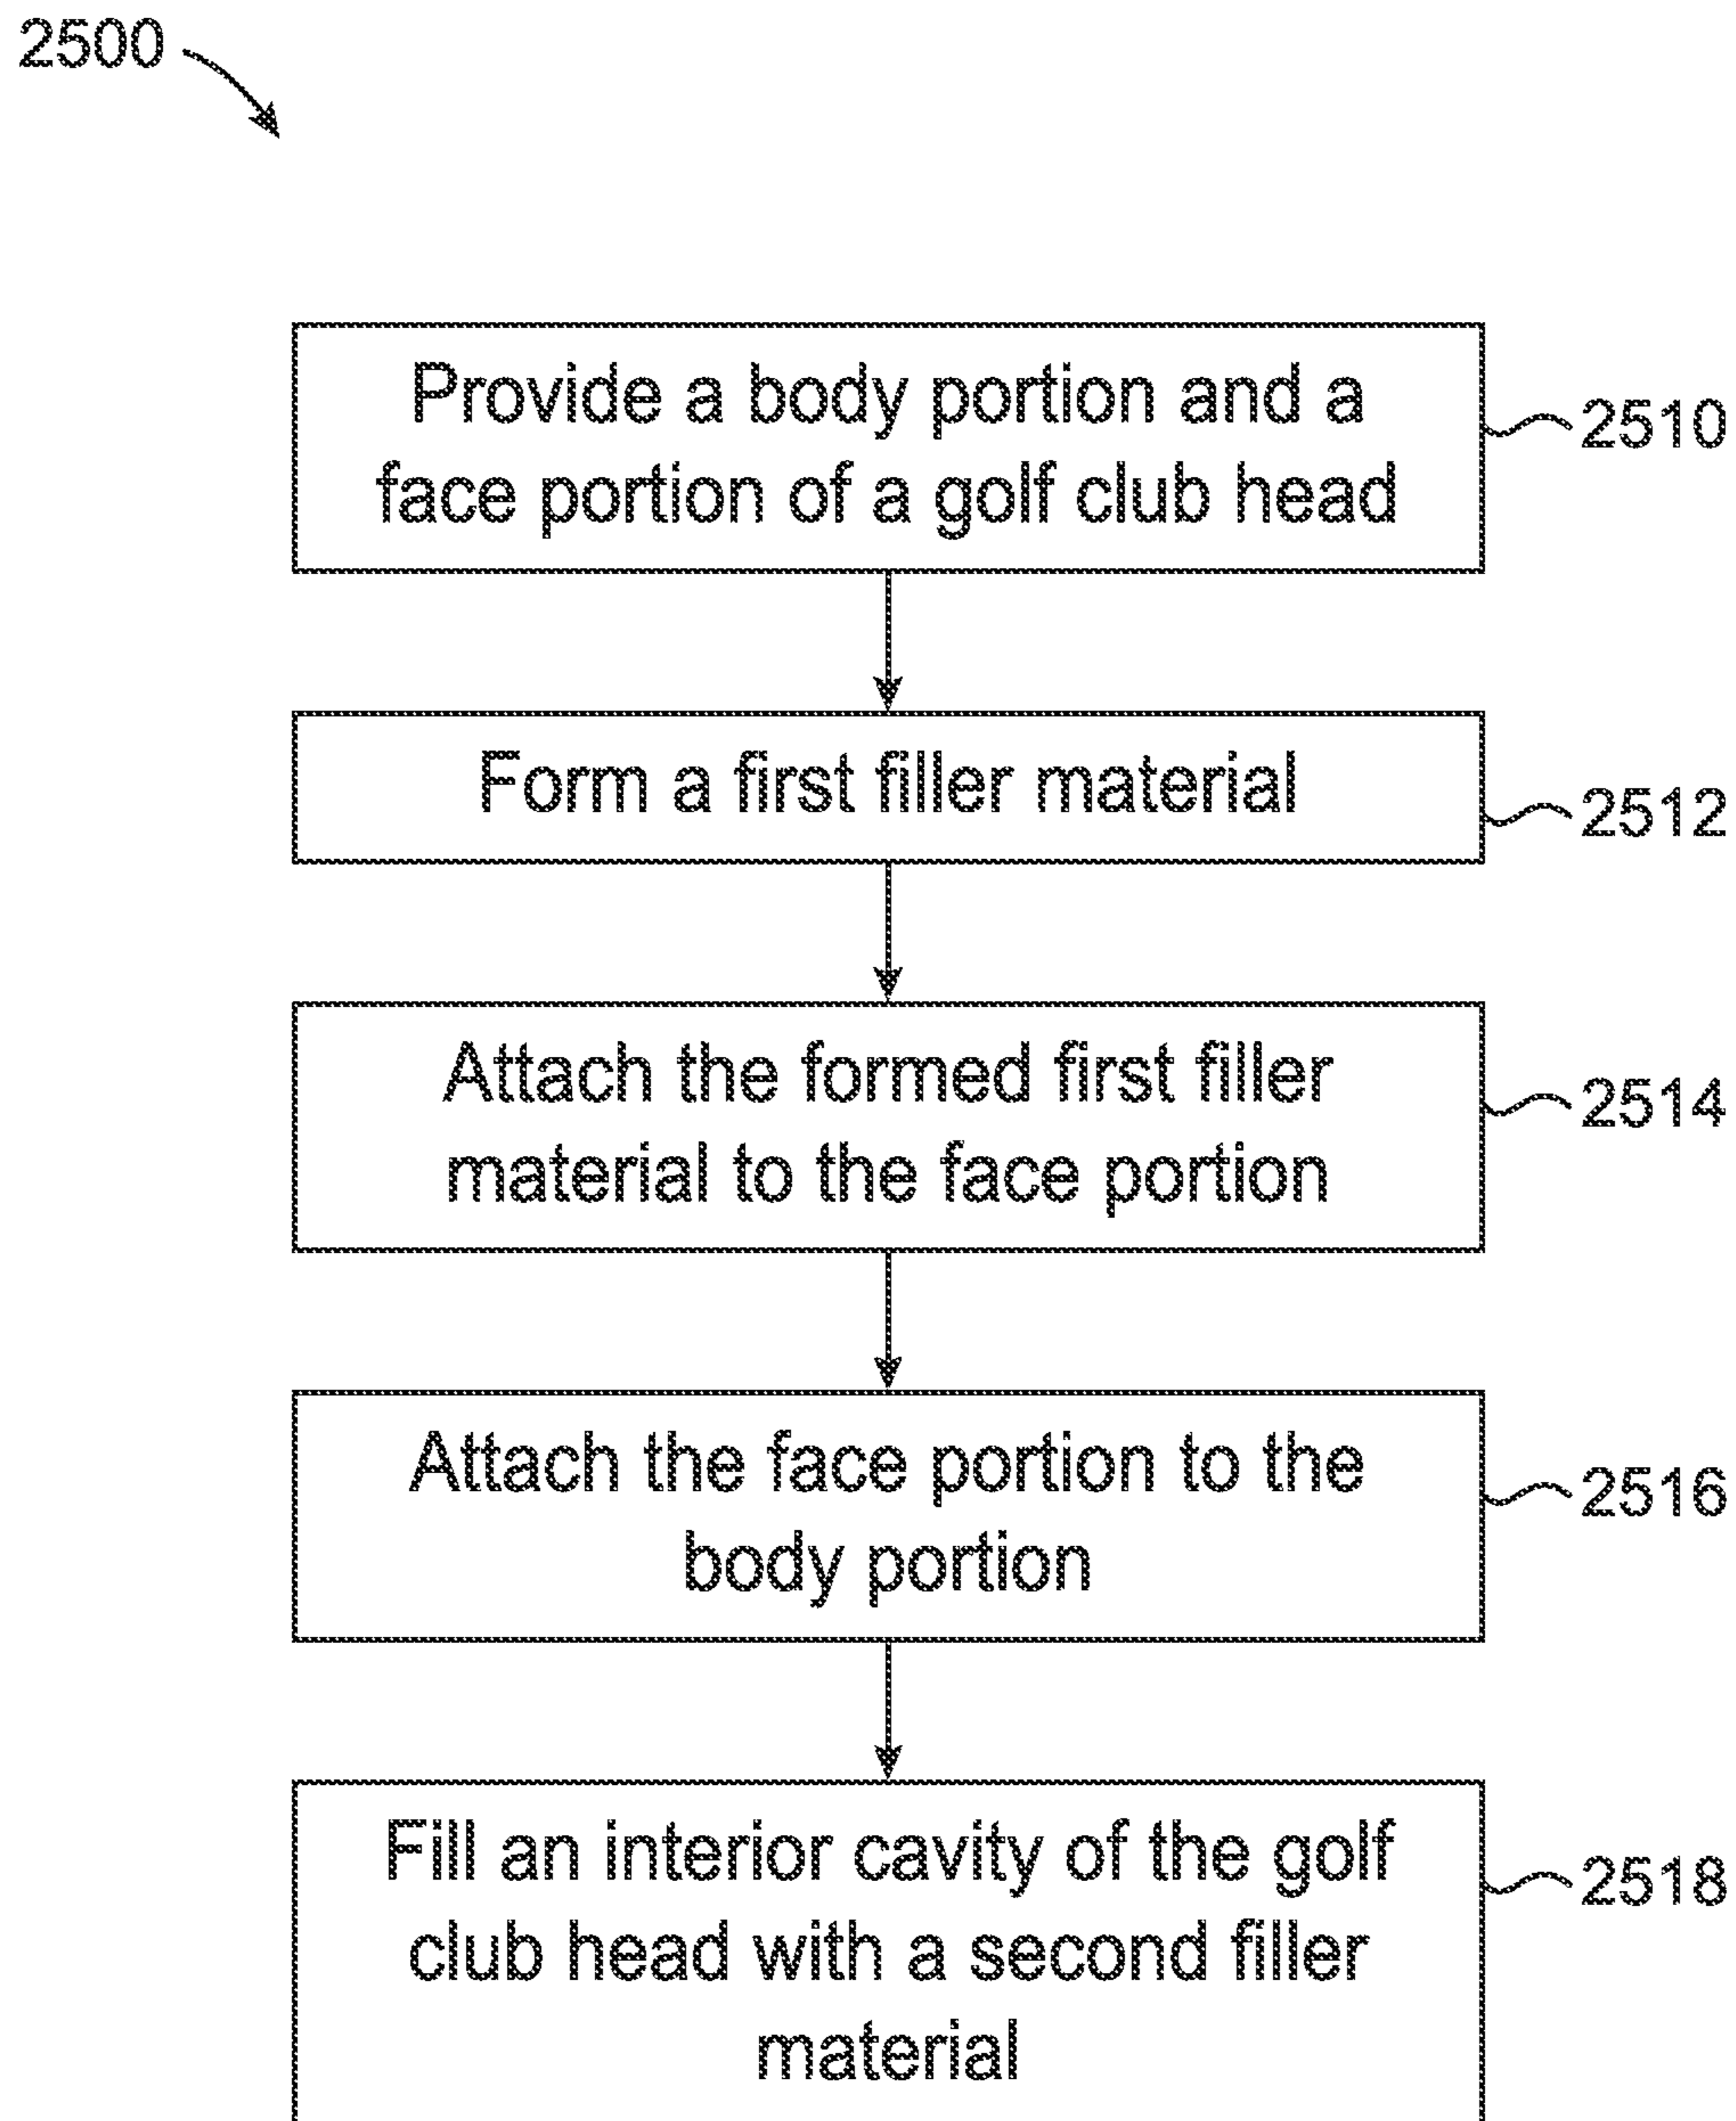 2500
Provide a body portion and a
face portion of a golf club head
2510
Form a first filler material
2512
Attach the formed first filler
material to the face portion
2514
Attach the face portion to the
body portion
2516
Fill an interior cavity of the golf
club head with a second filler
material
2518